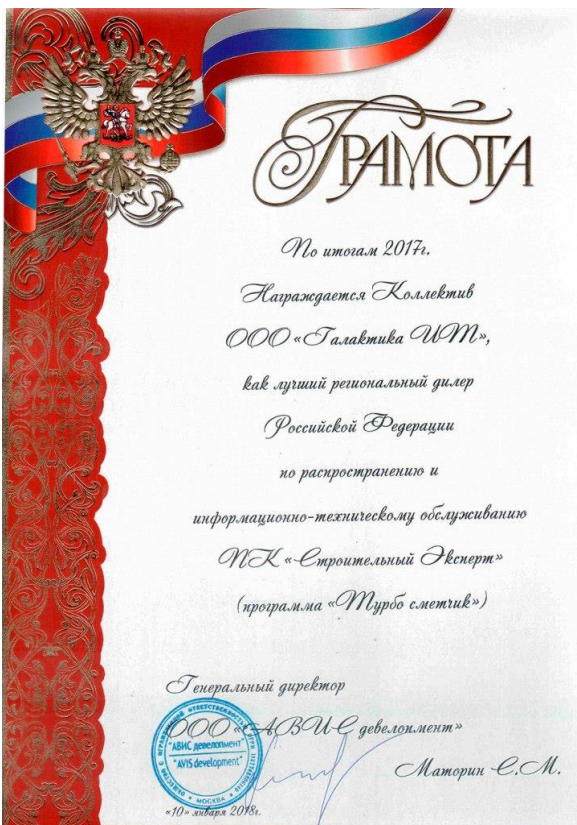 ГРАМОТА
По итогам 2017г.
Награждается Коллектив
ООО «Галактика ИТ»,
как лучший региональный дилер
Российской Федерации
по распространению и
информационно-техническому обслуживанию
ПК «Строительный Эксперт»
(программа «Турбо сметчик»)
Генеральный директор
ООО «АВИС девелопмент»
"АВИС девелопмент"
"AVIS development"
МОСКВА
Маторин С.М.
«10» января 2018г.